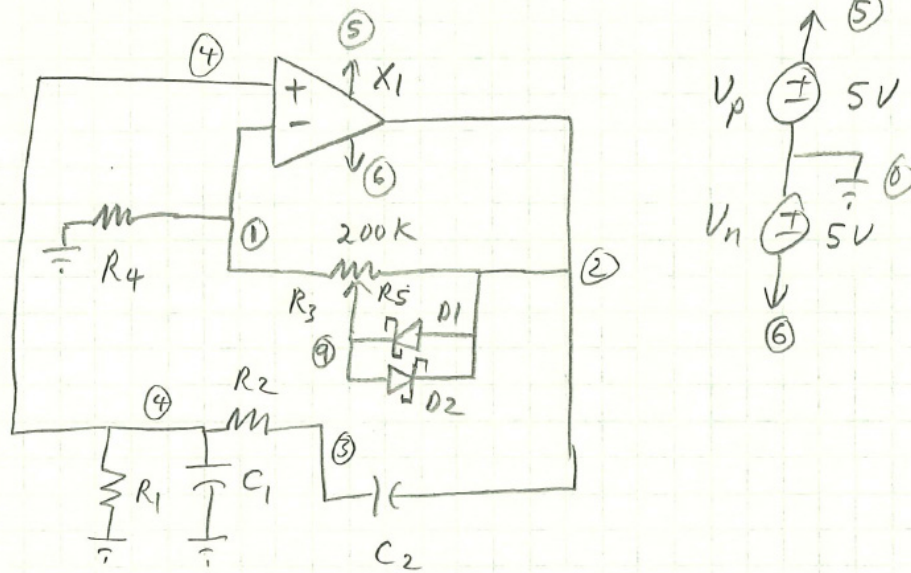 ④
⑤
X1
+
-
⑥
①
R4
200K
R3
R5
D1
⑨
D2
②
④
R2
③
R1
C1
C2
⑤
Vp
+
-
5V
⓪
Vn
+
-
5V
⑥